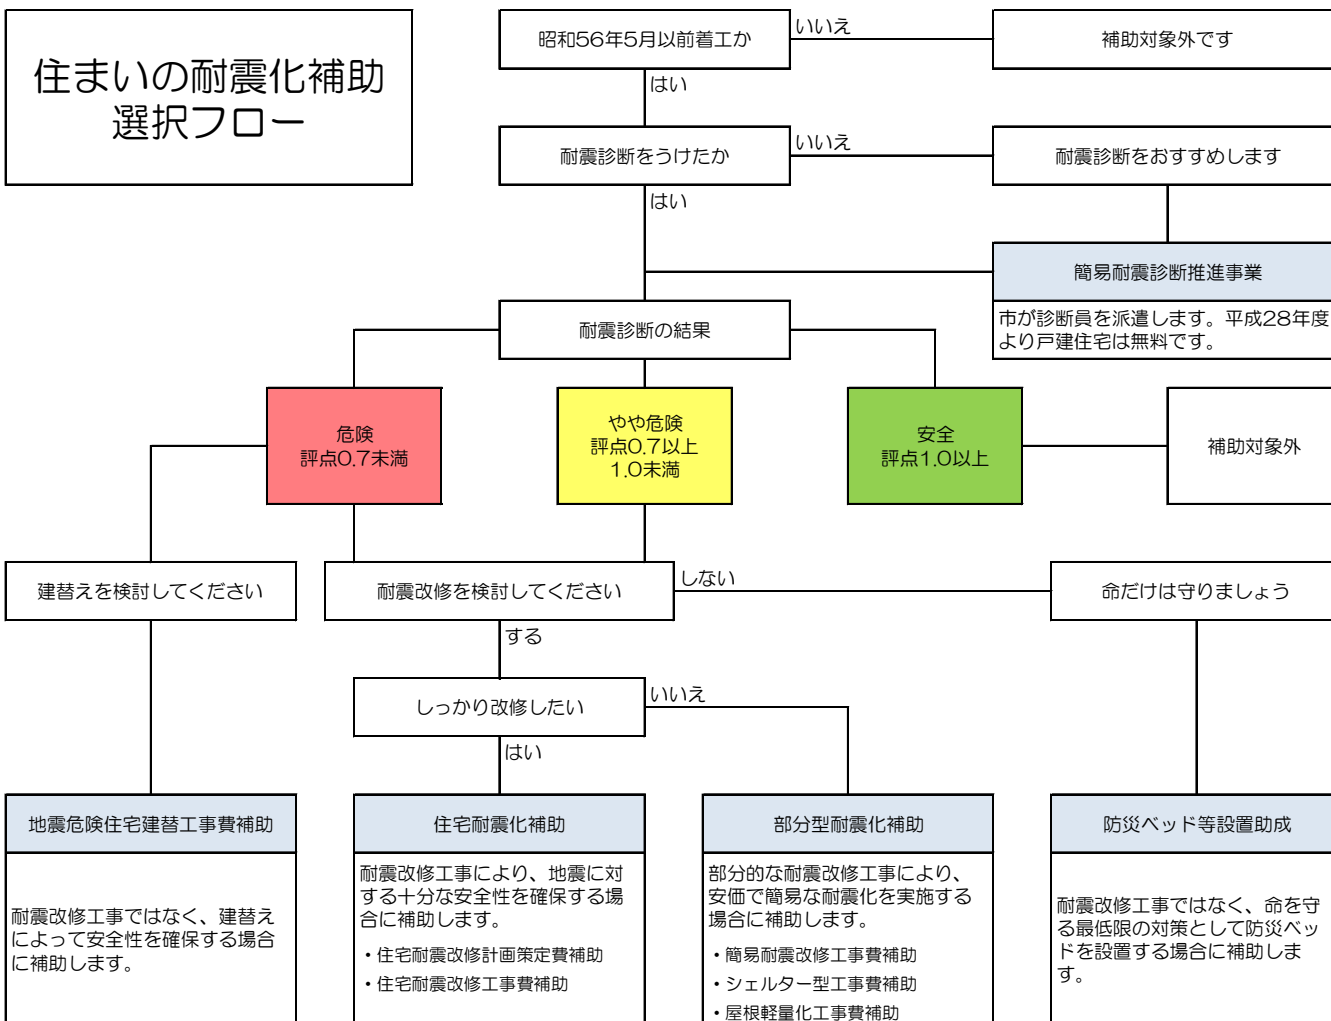 住まいの耐震化補助
選択フロー
昭和56年5月以前着工か
いいえ
補助対象外です
はい
耐震診断をうけたか
いいえ
耐震診断をおすすめします
はい
簡易耐震診断推進事業
市が診断員を派遣します。平成28年度
より戸建住宅は無料です。
耐震診断の結果
危険
評点0.7未満
やや危険
評点0.7以上
1.0未満
安全
評点1.0以上
補助対象外
建替えを検討してください
耐震改修を検討してください
しない
命だけは守りましょう
する
しっかり改修したい
いいえ
はい
地震危険住宅建替工事費補助
耐震改修工事ではなく、建替え
によって安全性を確保する場合
に補助します。
住宅耐震化補助
耐震改修工事により、地震に対
する十分な安全性を確保する場
合に補助します。
・住宅耐震改修計画策定費補助
・住宅耐震改修工事費補助
部分型耐震化補助
部分的な耐震改修工事により、
安価で簡易な耐震化を実施する
場合に補助します。
・簡易耐震改修工事費補助
・シェルター型工事費補助
・屋根軽量化工事費補助
防災ベッド等設置助成
耐震改修工事ではなく、命を守
る最低限の対策として防災ベッ
ドを設置する場合に補助しま
す。